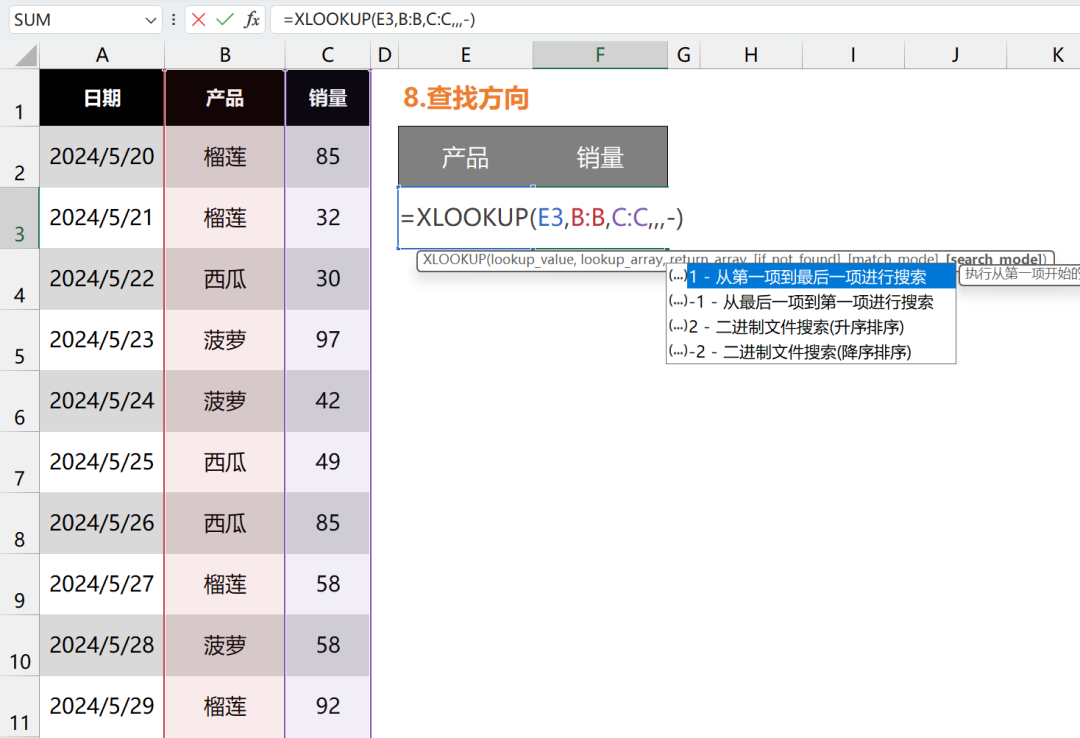 SUM =XLOOKUP(E3,B:B,C:C,,,-)
A B C D E F G H I J K
1 日期 产品 销量 8.查找方向
2 2024/5/20 榴莲 85 产品 销量
3 2024/5/21 榴莲 32 =XLOOKUP(E3,B:B,C:C,,,-)
XLOOKUP(lookup_value, lookup_array, return_array, [if_not_found], [match_mode], [search_mode])
(...)1 - 从第一项到最后一项进行搜索 执行从第一项开始的
4 2024/5/22 西瓜 30 (...)-1 - 从最后一项到第一项进行搜索
(...)2 - 二进制文件搜索(升序排序)
5 2024/5/23 菠萝 97 (...)-2 - 二进制文件搜索(降序排序)
6 2024/5/24 菠萝 42
7 2024/5/25 西瓜 49
8 2024/5/26 西瓜 85
9 2024/5/27 榴莲 58
10 2024/5/28 菠萝 58
11 2024/5/29 榴莲 92